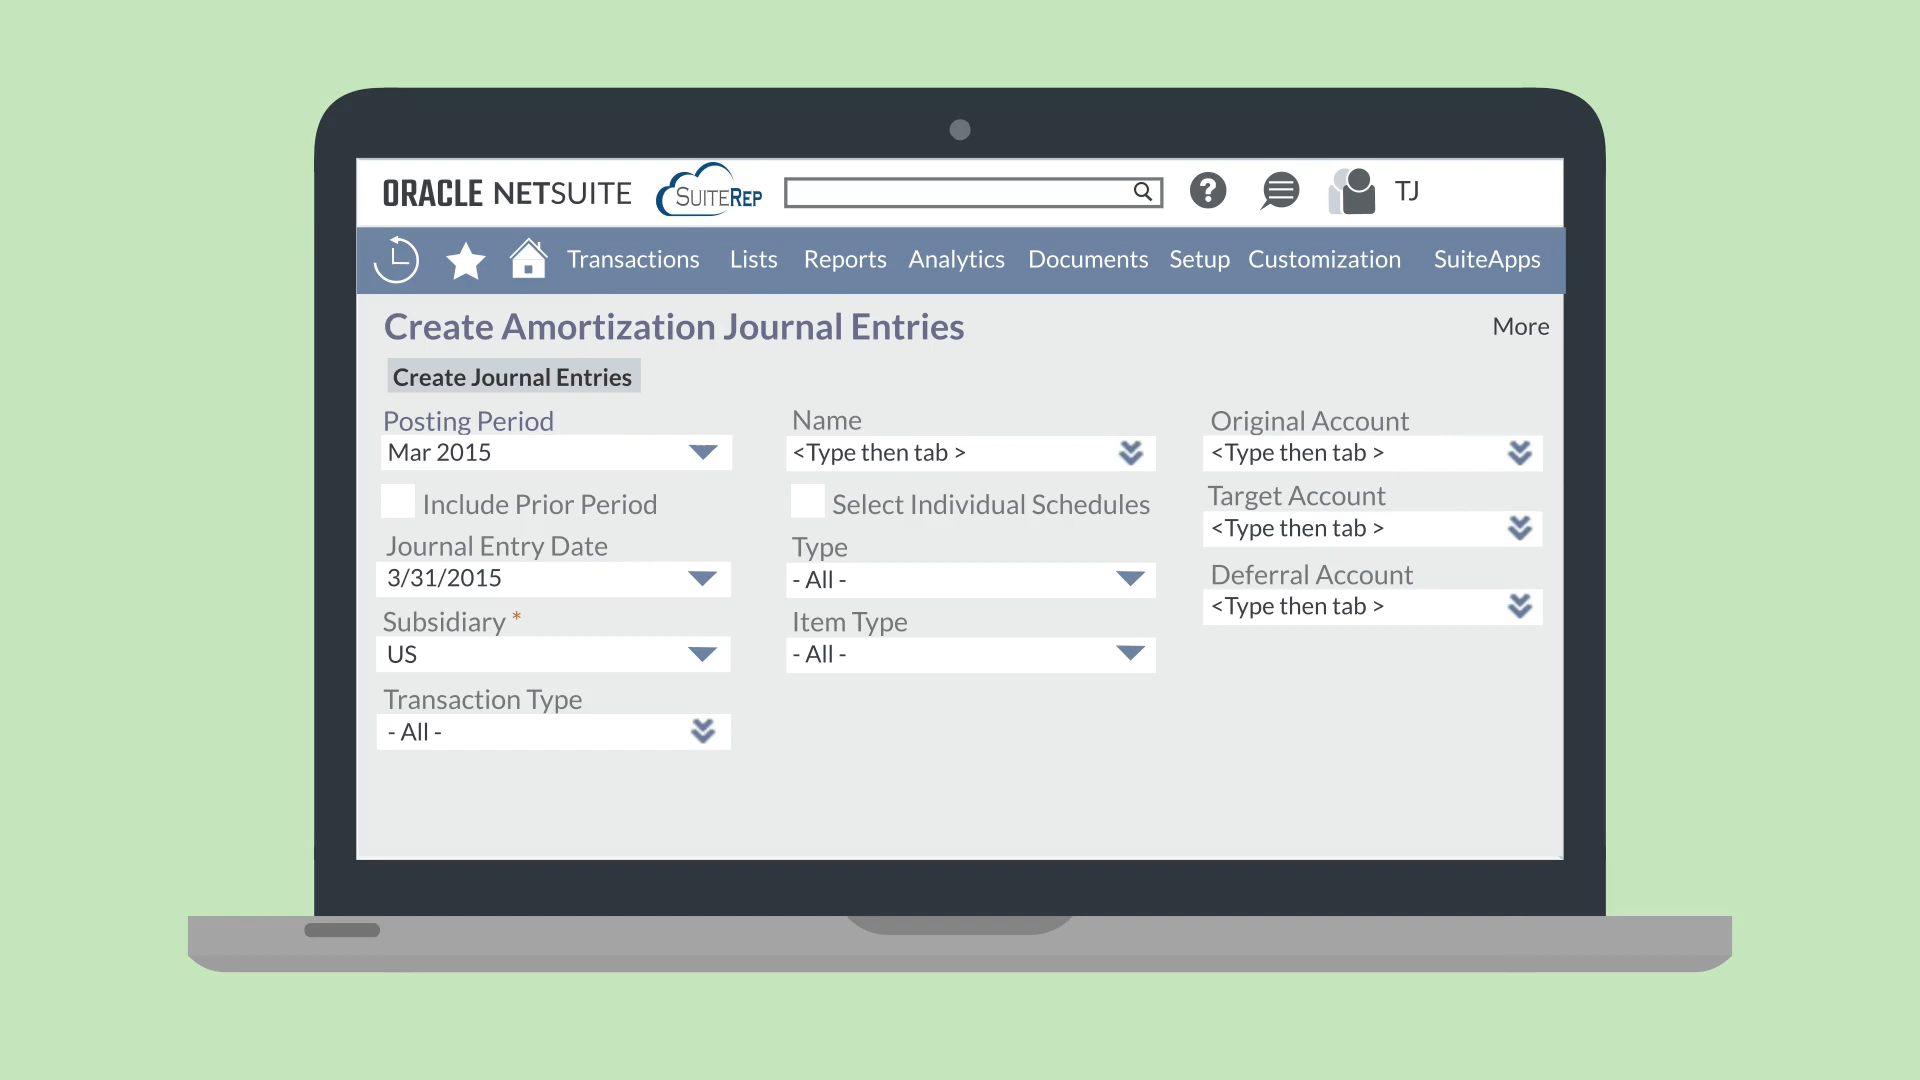 ORACLE NETSUITE SUITEREP ? TJ
Transactions Lists Reports Analytics Documents Setup Customization SuiteApps
Create Amortization Journal Entries
More
Create Journal Entries
Posting Period
Mar 2015
Include Prior Period
Journal Entry Date
3/31/2015
Subsidiary *
US
Transaction Type
- All -
Name
<Type then tab >
Select Individual Schedules
Type
- All -
Item Type
- All -
Original Account
<Type then tab >
Target Account
<Type then tab >
Deferral Account
<Type then tab >